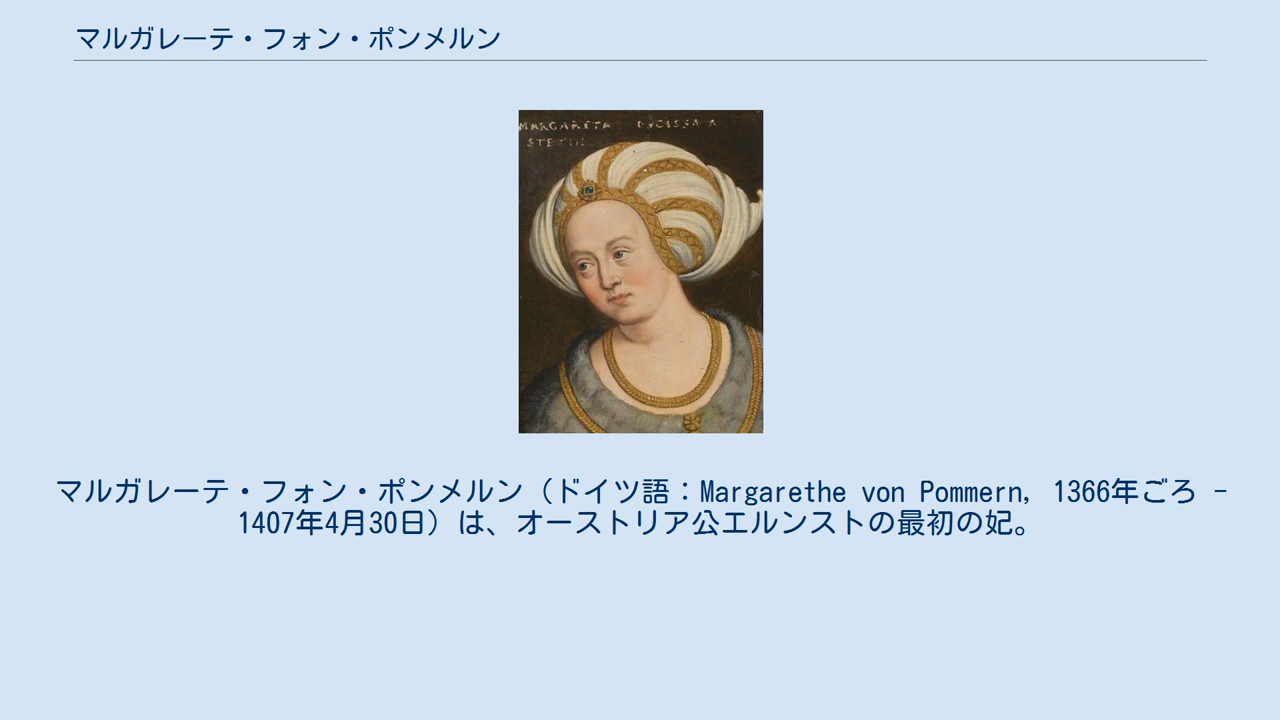 マルガレーテ・フォン・ポンメルン
MARGARETA DVCISSA A
STETIN
マルガレーテ・フォン・ポンメルン（ドイツ語：Margarethe von Pommern, 1366年ごろ -
1407年4月30日）は、オーストリア公エルンストの最初の妃。